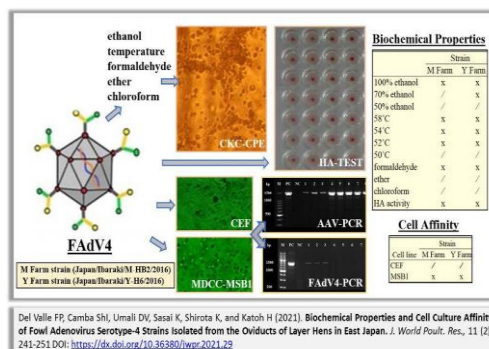 ethanol
temperature
formaldehyde
ether
chloroform
CKC-CPE
HA-TEST
FAdV4
CEF
MDCC-MSB1
AAV-PCR
FAdV4-PCR
M Farm strain (Japan/Ibaraki/M-HB2/2016)
Y Farm strain (Japan/Ibaraki/Y-H6/2016)
Biochemical Properties
Strain
M Farm Y Farm
100% ethanol x x
70% ethanol / x
50% ethanol / /
58°C x x
54°C x x
52°C x x
50°C / /
formaldehyde x x
ether / /
chloroform / /
HA activity x x
Cell Affinity
Strain
Cell line M Farm Y Farm
CEF / /
MSB1 x x
Del Valle FP, Camba ShI, Umali DV, Sasai K, Shirota K, and Katoh H (2021). Biochemical Properties and Cell Culture Affinit
of Fowl Adenovirus Serotype-4 Strains Isolated from the Oviducts of Layer Hens in East Japan. J. World Poult. Res., 11 (2)
241-251 DOI: https://dx.doi.org/10.36380/jwpr.2021.29